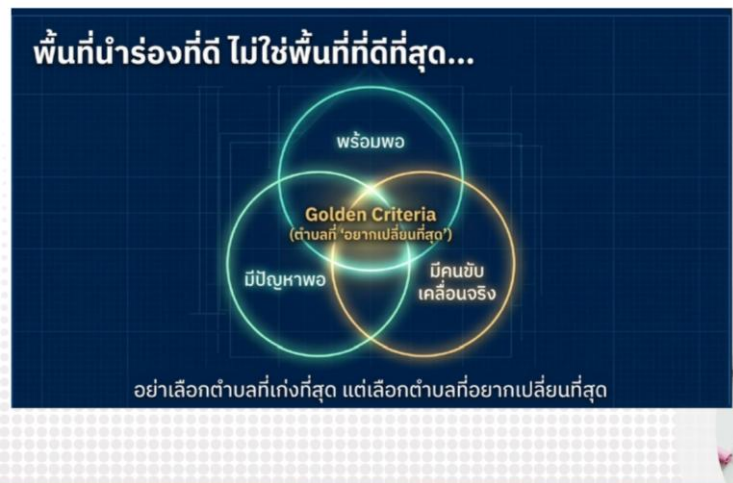 พื้นที่นำร่องที่ดี ไม่ใช่พื้นที่ที่ดีที่สุด...
พร้อมพอ
Golden Criteria
(ตำบลที่ ‘อยากเปลี่ยนที่สุด’)
มีปัญหาพอ
มีคนขับ
เคลื่อนจริง
อย่าเลือกตำบลที่เก่งที่สุด แต่เลือกตำบลที่อยากเปลี่ยนที่สุด